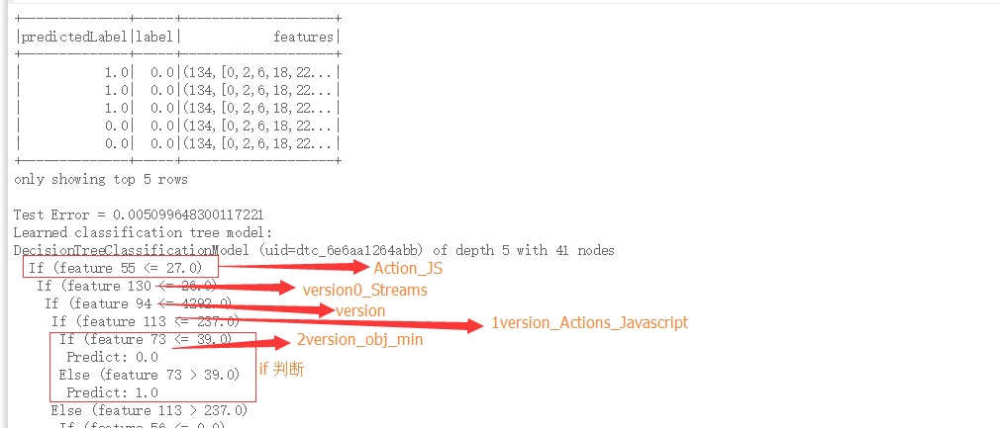 +--------------+-----+--------------------+
|predictedLabel|label|            features|
+--------------+-----+--------------------+
|           1.0|  0.0|(134,[0,2,6,18,22...|
|           1.0|  0.0|(134,[0,2,6,18,22...|
|           1.0|  0.0|(134,[0,2,6,18,22...|
|           0.0|  0.0|(134,[0,2,6,18,22...|
|           0.0|  0.0|(134,[0,2,6,18,22...|
+--------------+-----+--------------------+
only showing top 5 rows
Test Error = 0.005099648300117221
Learned classification tree model:
DecisionTreeClassificationModel (uid=dtc_6e6aa1264abb) of depth 5 with 41 nodes
If (feature 55 <= 27.0) Action_JS
If (feature 130 <= 26.0) version0_Streams
If (feature 94 <= 4292.0) version
If (feature 113 <= 237.0) 1version_Actions_Javascript
If (feature 73 <= 39.0) 2version_obj_min
Predict: 0.0
Else (feature 73 > 39.0) if 判断
Predict: 1.0
Else (feature 113 > 237.0)
If (feature 56 <= 0.0)